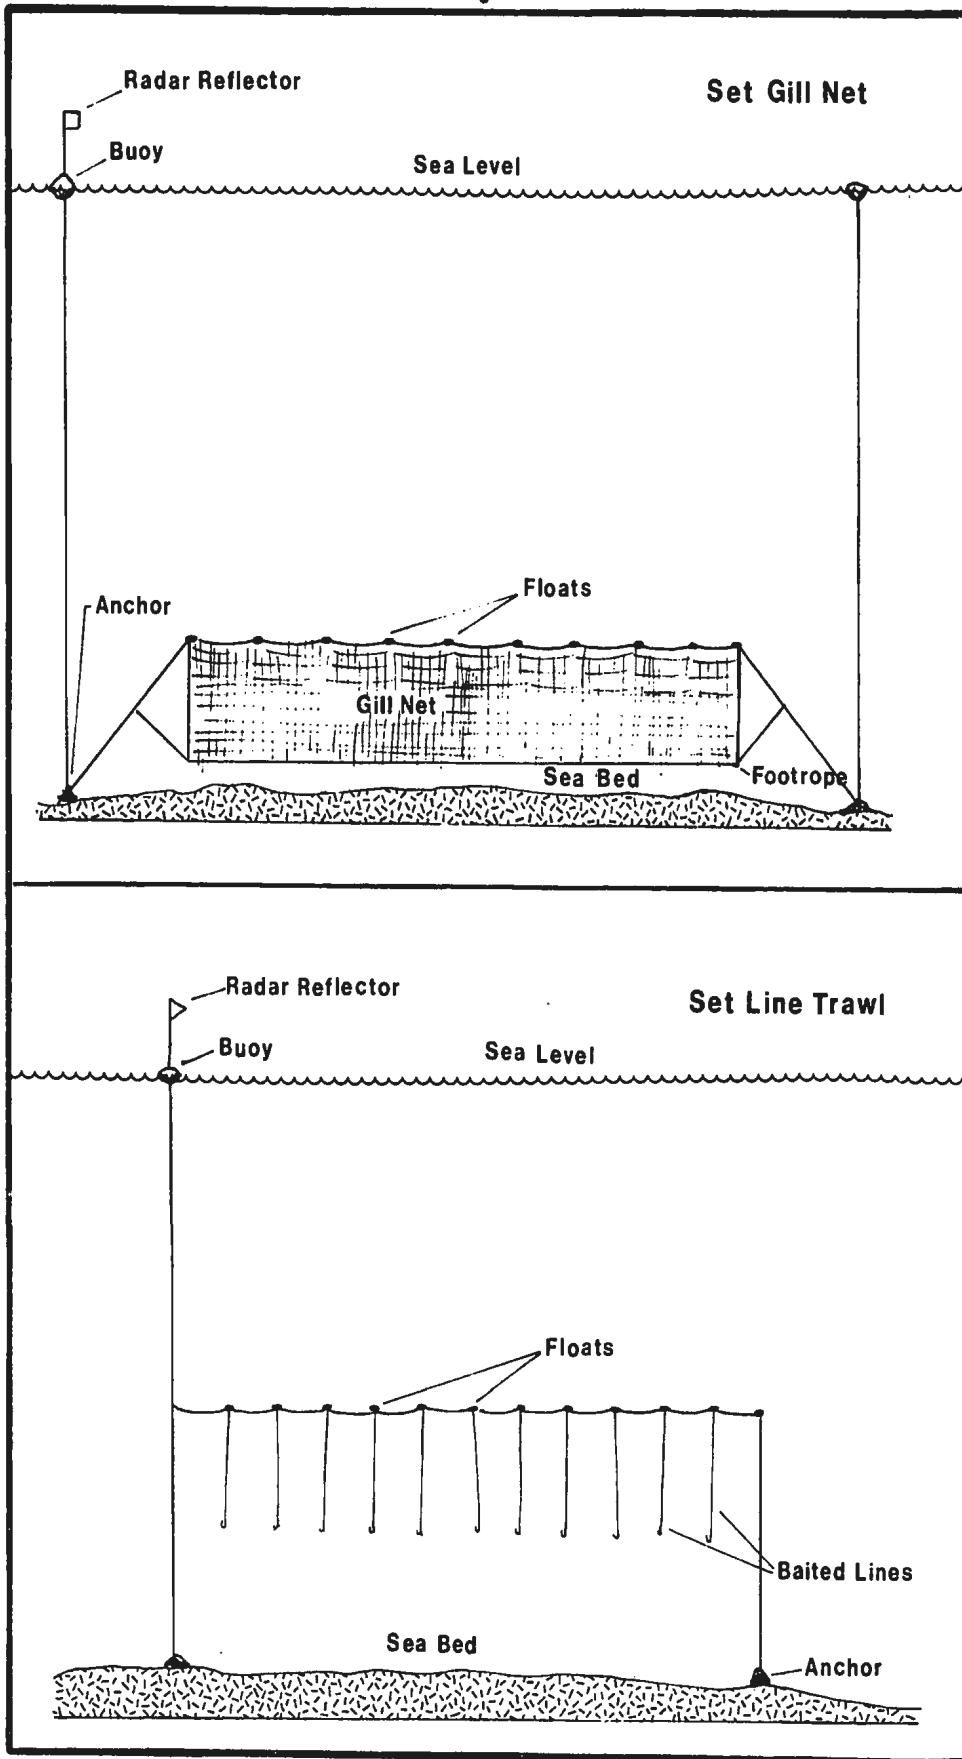 Radar Reflector
Set Gill Net
Buoy
Sea Level
Floats
Anchor
Gill Net
Sea Bed
Footrope
Radar Reflector
Set Line Trawl
Buoy
Sea Level
Floats
Baited Lines
Sea Bed
Anchor